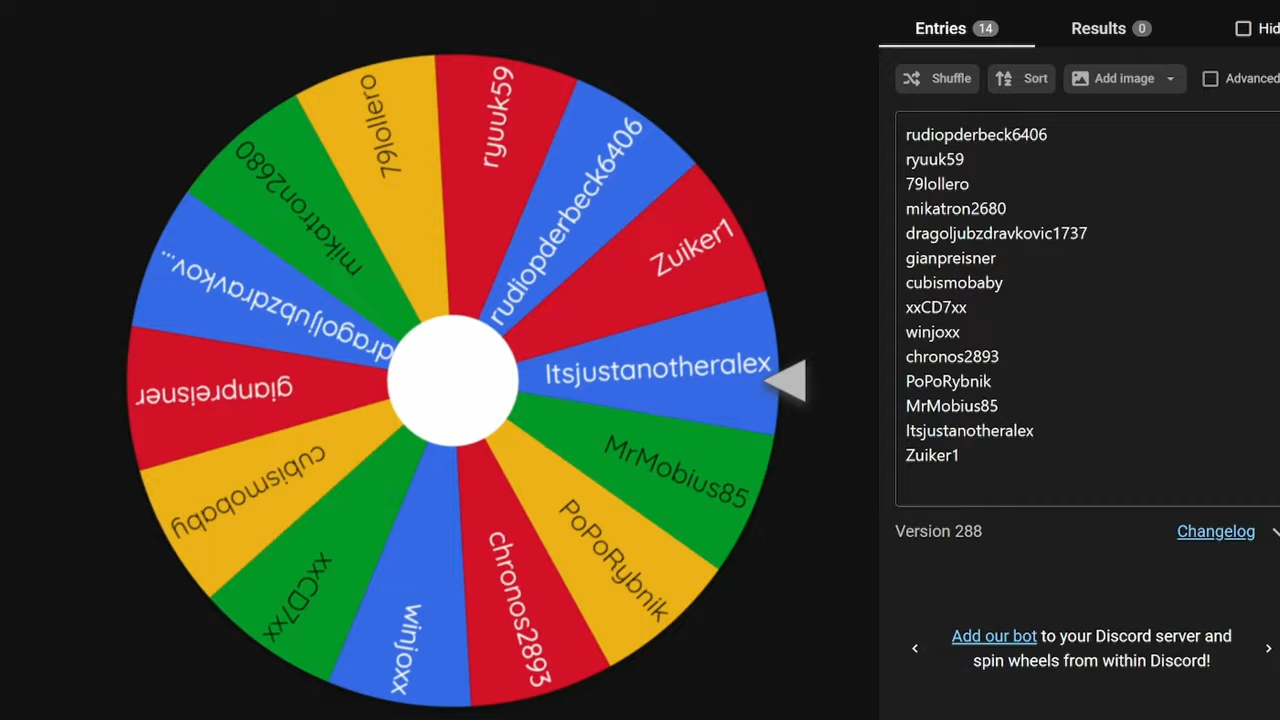 Entries 14
Results 0
Hid
Shuffle
Sort
Add image
Advanced
rudiopderbeck6406
ryuuk59
79lollero
mikatron2680
dragoljubzdravkovic1737
gianpreisner
cubismobaby
xxCD7xx
winjoxx
chronos2893
PoPoRybnik
MrMobius85
Itsjustanotheralex
Zuiker1
Version 288
Changelog
Add our bot to your Discord server and
spin wheels from within Discord!
ryuuk59
rudiopderbeck6406
Zuiker1
Itsjustanotheralex
MrMobius85
PoPoRybnik
chronos2893
winjoxx
xxCD7xx
cubismobaby
gianpreisner
dragoljubzdravkov...
mikatron2680
79lollero